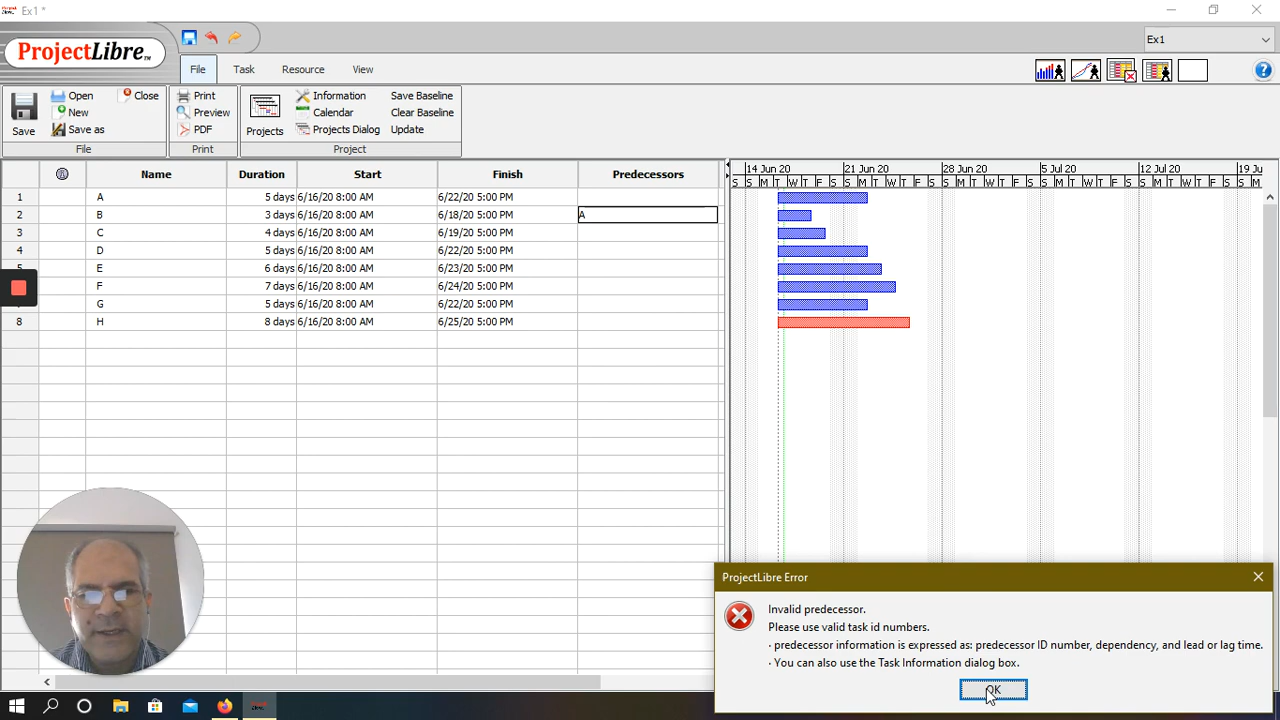 Ex1 *
ProjectLibre™
Ex1
File Task Resource View
Open Close
New
Save as
Save
File
Print
Preview
PDF
Print
Projects
Information Save Baseline
Calendar Clear Baseline
Projects Dialog Update
Project
Name Duration Start Finish Predecessors
14 Jun 20 21 Jun 20 28 Jun 20 5 Jul 20 12 Jul 20 19 Ju
S S M T W T F S S M T W T F S S M T W T F S S M T W T F S S M T W T F S S M
1 A 5 days 6/16/20 8:00 AM 6/22/20 5:00 PM
2 B 3 days 6/16/20 8:00 AM 6/18/20 5:00 PM A
3 C 4 days 6/16/20 8:00 AM 6/19/20 5:00 PM
4 D 5 days 6/16/20 8:00 AM 6/22/20 5:00 PM
E 6 days 6/16/20 8:00 AM 6/23/20 5:00 PM
F 7 days 6/16/20 8:00 AM 6/24/20 5:00 PM
G 5 days 6/16/20 8:00 AM 6/22/20 5:00 PM
8 H 8 days 6/16/20 8:00 AM 6/25/20 5:00 PM
ProjectLibre Error
Invalid predecessor.
Please use valid task id numbers.
· predecessor information is expressed as: predecessor ID number, dependency, and lead or lag time.
· You can also use the Task Information dialog box.
OK